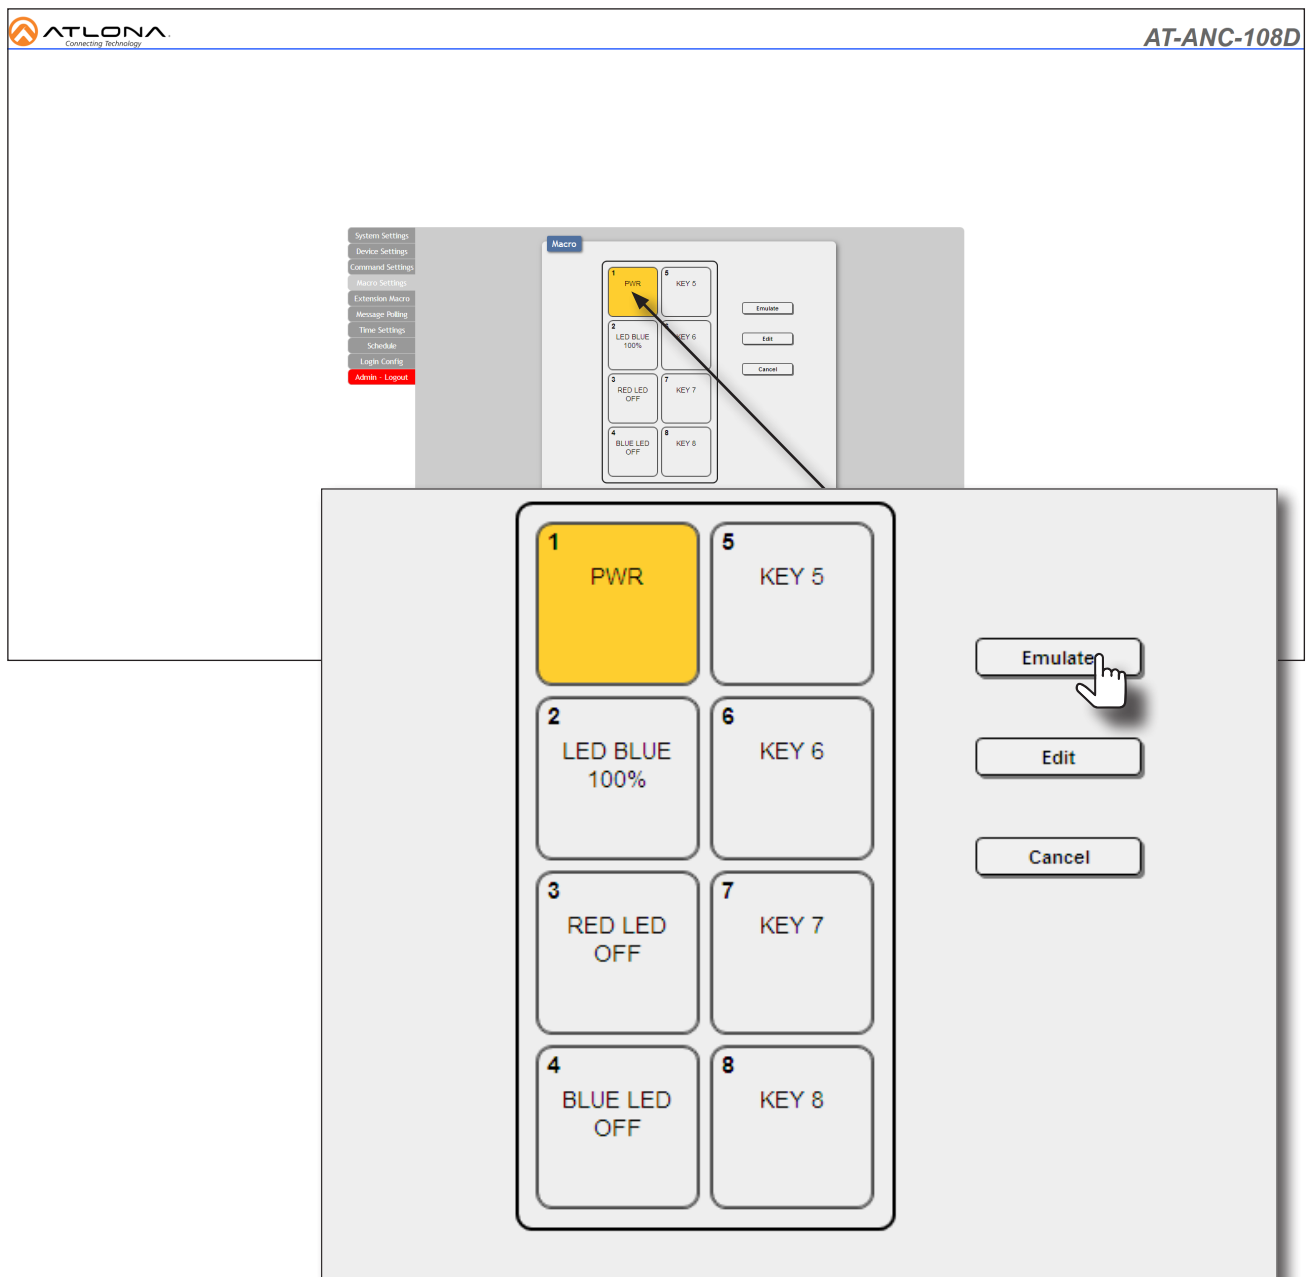 ATLONA.
Connecting Technology
AT-ANC-108D
System Settings
Device Settings
Command Settings
Macro Settings
Extension Macro
Message Polling
Time Settings
Schedule
Login Config
Admin - Logout
Macro
1
PWR
5
KEY 5
2
LED BLUE
100%
KEY 6
3
RED LED
OFF
7
KEY 7
4
BLUE LED
OFF
8
KEY 8
Emulate
Edit
Cancel
1
PWR
5
KEY 5
2
LED BLUE
100%
6
KEY 6
3
RED LED
OFF
7
KEY 7
4
BLUE LED
OFF
8
KEY 8
Emulate
Edit
Cancel